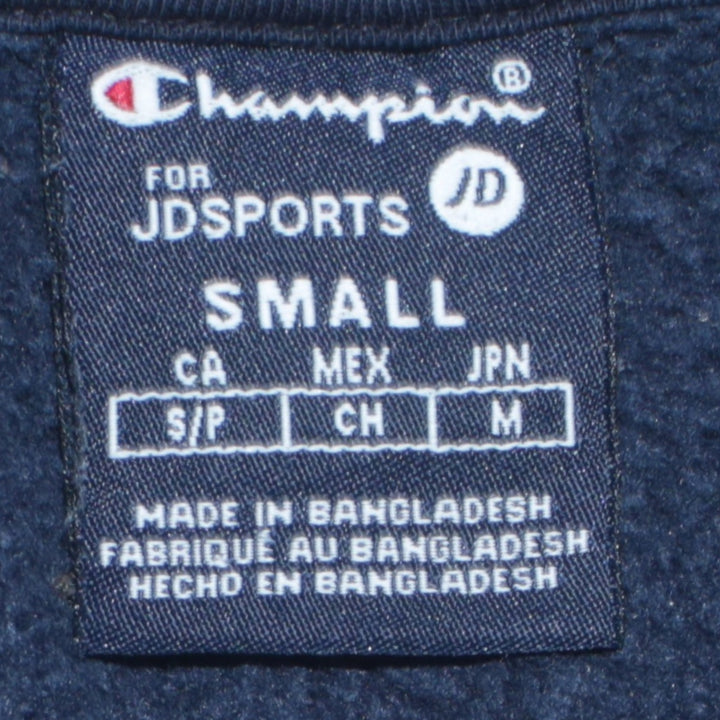 Champion®
FOR
JDSPORTS JD
SMALL
CA MEX JPN
S/P CH M
MADE IN BANGLADESH
FABRIQUÉ AU BANGLADESH
HECHO EN BANGLADESH